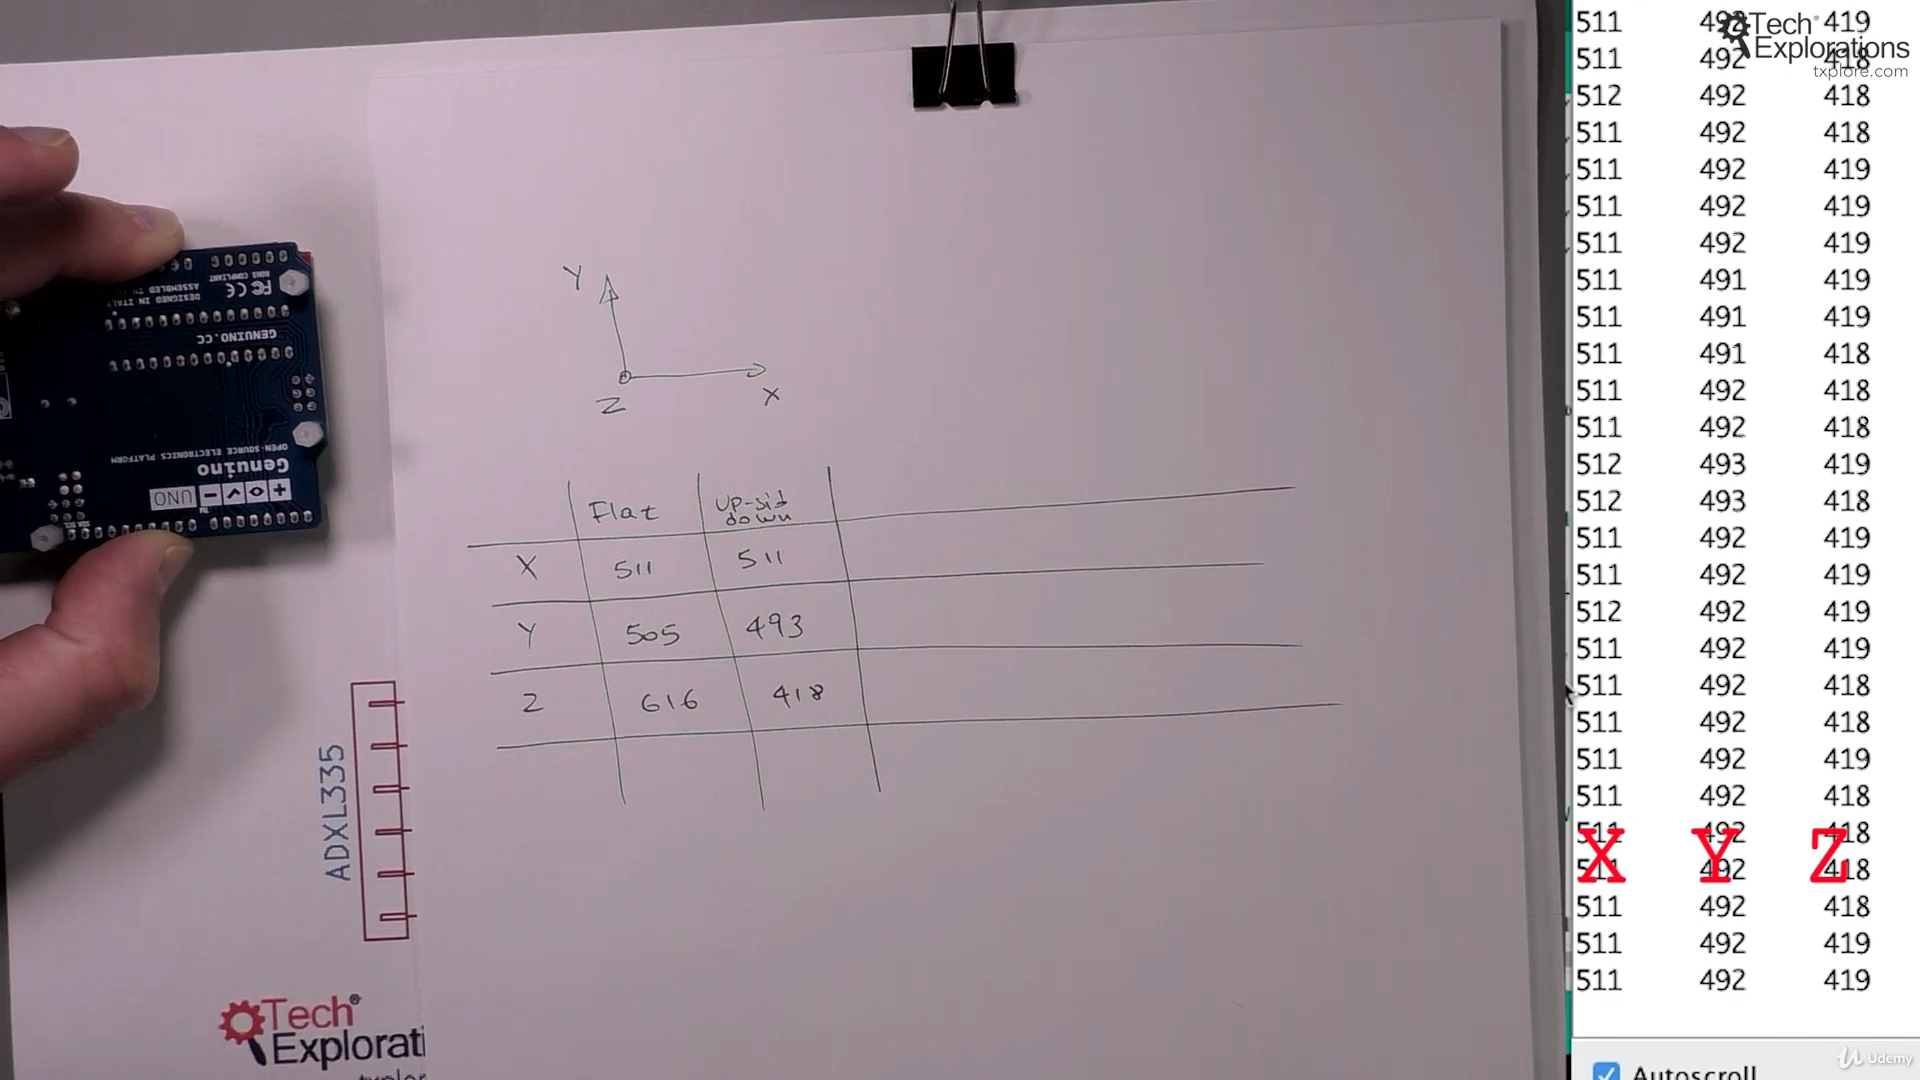 Tech
Explorations
txplore.com
ROHS COMPLIANT
FC CE
ASSEMBLED IN
DESIGNED IN ITALY
GENUINO.CC
OPEN-SOURCE ELECTRONICS PLATFORM
Genuino
UNO
SDA SCL
Y
Z
X
Flat
UP-sid
down
X 511 511
Y 505 493
Z 616 418
ADXL335
Tech
Explorati
511 492 419
511 492 418
512 492 418
511 492 418
511 492 419
511 492 419
511 492 419
511 491 419
511 491 419
511 491 418
511 492 418
511 492 418
512 493 419
512 493 418
511 492 419
511 492 419
512 492 419
511 492 419
511 492 418
511 492 418
511 492 419
511 492 418
511 492 418
X Y Z
511 492 418
511 492 418
511 492 419
511 492 419
Autoscroll
Udemy